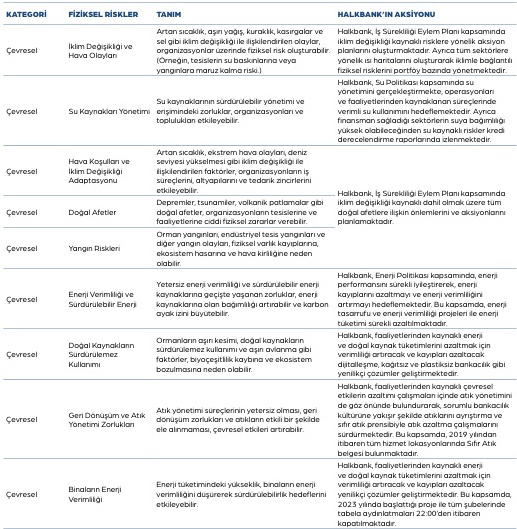 KATEGORİ FİZİKSEL RİSKLER TANIM HALKBANK'IN AKSİYONU
Çevresel
İklim Değişikliği ve
Hava Olayları
Artan sıcaklık, aşırı yağış, kuraklık, kasırgalar ve
sel gibi iklim değişikliği ile ilişkilendirilen olaylar,
organizasyonlar üzerinde fiziksel risk oluşturabilir.
(Örneğin, tesislerin su baskınlarına veya
yangınlara maruz kalma riski.)
Halkbank, İş Sürekliliği Eylem Planı kapsamında
iklim değişikliği kaynaklı risklere yönelik aksiyon
planlarını oluşturmaktadır. Ayrıca tüm sektörlere
yönelik ısı haritalarını oluşturarak iklimle bağlantılı
fiziksel risklerini portföy bazında yönetmektedir.
Çevresel
Su Kaynakları Yönetimi
Su kaynaklarının sürdürülebilir yönetimi ve
erişimindeki zorluklar, organizasyonları ve
toplulukları etkileyebilir.
Halkbank, Su Politikası kapsamında su
yönetimini gerçekleştirmekte, operasyonları
ve faaliyetlerinden kaynaklanan süreçlerinde
verimli su kullanımını hedeflemektedir. Ayrıca
finansman sağladığı sektörlerin suya bağımlılığı
yüksek olabileceğinden su kaynaklı riskler kredi
derecelendirme raporlarında izlenmektedir.
Çevresel
Hava Koşulları ve
İklim Değişikliği
Adaptasyonu
Artan sıcaklık, ekstrem hava olayları, deniz
seviyesi yükselmesi gibi iklim değişikliği ile
ilişkilendirilen faktörler, organizasyonların iş
süreçlerini, altyapılarını ve tedarik zincirlerini
etkileyebilir.
Halkbank, İş Sürekliliği Eylem Planı kapsamında
iklim değişikliği kaynaklı dahil olmak üzere tüm
doğal afetlere ilişkin önlemlerini ve aksiyonlarını
planlamaktadır.
Çevresel
Doğal Afetler
Depremler, tsunamiler, volkanik patlamalar gibi
doğal afetler, organizasyonların tesislerine ve
faaliyetlerine ciddi fiziksel zararlar verebilir.
Çevresel
Yangın Riskleri
Orman yangınları, endüstriyel tesis yangınları ve
diğer yangın olayları, fiziksel varlık kayıplarına,
ekosistem hasarına ve hava kirliliğine neden
olabilir.
Çevresel
Enerji Verimliliği ve
Sürdürülebilir Enerji
Yetersiz enerji verimliliği ve sürdürülebilir enerji
kaynaklarına geçişte yaşanan zorluklar, enerji
kaynaklarına olan bağımlılığı artırabilir ve karbon
ayak izini büyütebilir.
Halkbank, Enerji Politikası kapsamında, enerji
performansını sürekli iyileştirerek, enerji
kayıplarını azaltmayı ve enerji verimliliğini
artırmayı hedeflemektedir. Bu kapsamda, enerji
tasarrufu ve enerji verimliliği projeleri ile enerji
tüketimi sürekli azaltılmaktadır.
Çevresel
Doğal Kaynakların
Sürdürülemez
Kullanımı
Ormanların aşırı kesimi, doğal kaynakların
sürdürülemez kullanımı ve aşırı avlanma gibi
faktörler, biyoçeşitlilik kaybına ve ekosistem
bozulmasına neden olabilir.
Halkbank, faaliyetlerinden kaynaklı enerji
ve doğal kaynak tüketimlerini azaltmak için
verimliliği artıracak ve kayıpları azaltacak
dijitalleşme, kağıtsız ve plastiksiz bankacılık gibi
yenilikçi çözümler geliştirmektedir.
Çevresel
Geri Dönüşüm ve Atık
Yönetimi Zorlukları
Atık yönetimi süreçlerinin yetersiz olması, geri
dönüşüm zorlukları ve atıkların etkili bir şekilde
ele alınmaması, çevresel etkileri artırabilir.
Halkbank, faaliyetlerinden kaynaklı çevresel
etkilerin azaltımı çalışmaları içinde atık yönetimini
de göz önünde bulundurarak, sorumlu bankacılık
kültürüne yakışır şekilde atıklarını ayrıştırma ve
sıfır atık prensibiyle atık azaltma çalışmalarını
sürdürmektedir. Bu kapsamda, 2019 yılından
itibaren tüm hizmet lokasyonlarında Sıfır Atık
belgesi bulunmaktadır.
Çevresel
Binaların Enerji
Verimliliği
Enerji tüketimindeki yükseklik, binaların enerji
verimliliğini düşürerek sürdürülebilirlik hedeflerini
etkileyebilir.
Halkbank, faaliyetlerinden kaynaklı enerji
ve doğal kaynak tüketimlerini azaltmak için
verimliliği artıracak ve kayıpları azaltacak
yenilikçi çözümler geliştirmektedir. Bu kapsamda,
2023 yılında başlattığı proje ile tüm şubelerinde
tabela aydınlatmaları 22:00'den itibaren
kapatılmaktadır.